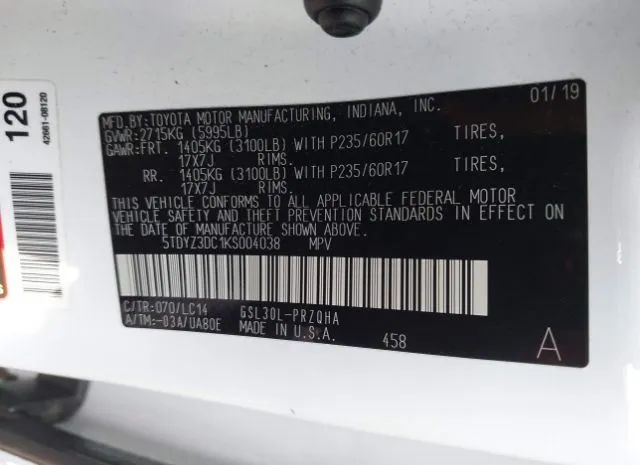 120
42661-08120
01/19
MFD.BY:TOYOTA MOTOR MANUFACTURING, INDIANA, INC.
GVWR:2715KG (5995LB)
GAWR:FRT. 1405KG (3100LB) WITH P235/60R17 TIRES,
17X7J RIMS.
RR. 1405KG (3100LB) WITH P235/60R17 TIRES,
17X7J RIMS.
THIS VEHICLE CONFORMS TO ALL APPLICABLE FEDERAL MOTOR
VEHICLE SAFETY AND THEFT PREVENTION STANDARDS IN EFFECT ON
THE DATE OF MANUFACTURE SHOWN ABOVE.
5TDYZ3DC1KS004038 MPV
C/TR:070/LC14 GSL30L-PRZQHA
A/TM:-03A/UA80E MADE IN U.S.A.
458
A